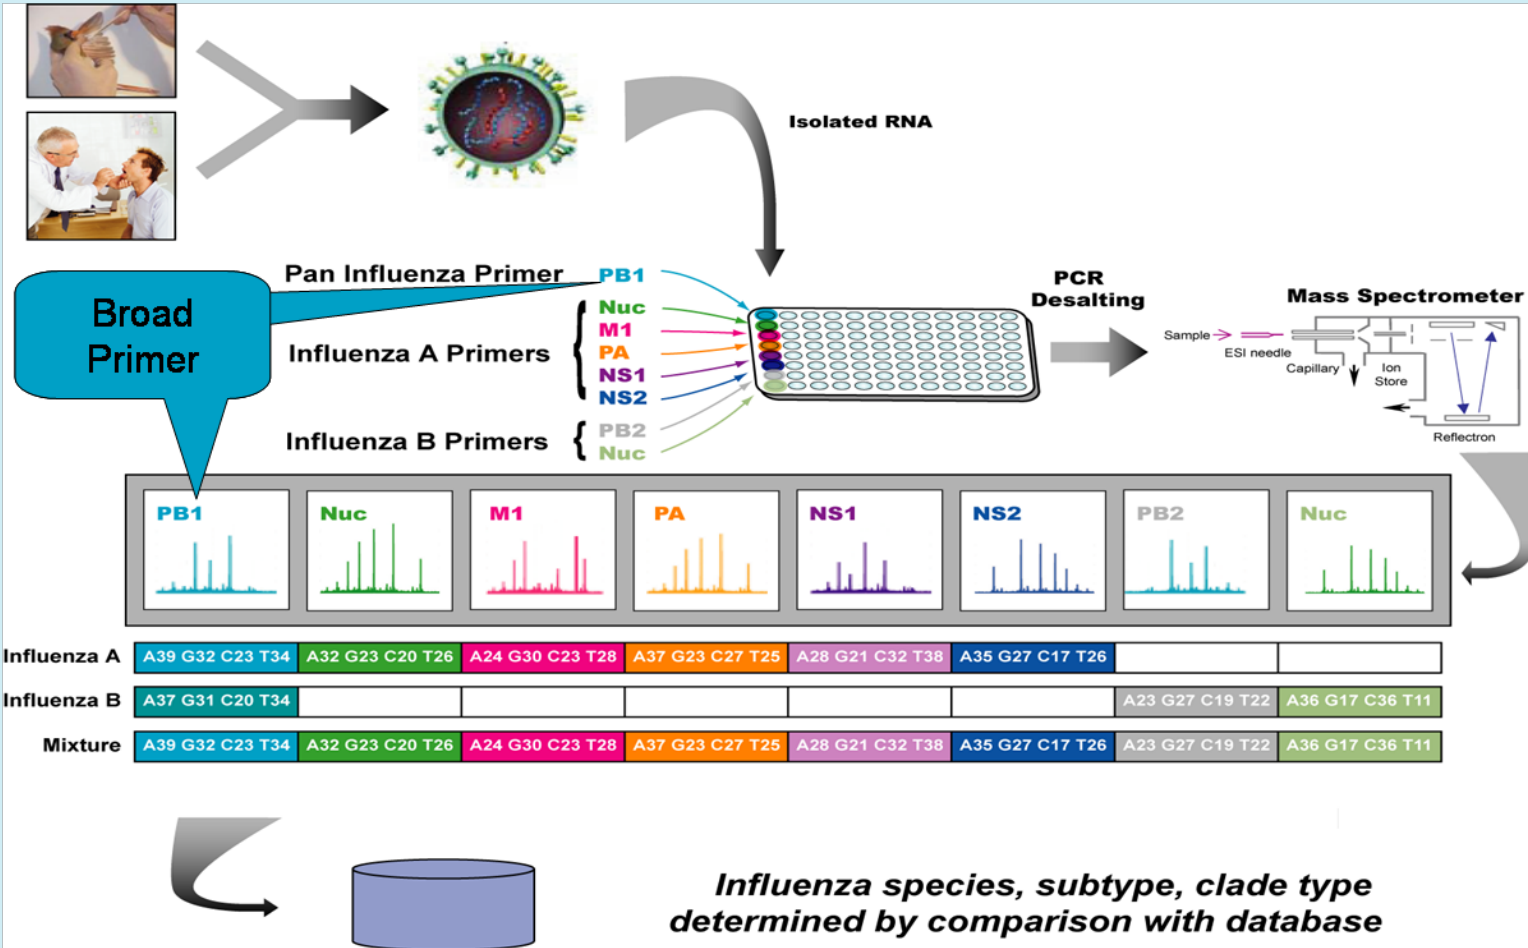 Isolated RNA
Pan Influenza Primer
PB1
Broad
Primer
Influenza A Primers
Nuc
M1
PA
NS1
NS2
Influenza B Primers
PB2
Nuc
PCR
Desalting
Mass Spectrometer
Sample
ESI needle
Capillary
Ion
Store
Reflectron
PB1 Nuc M1 PA NS1 NS2 PB2 Nuc
Influenza A A39 G32 C23 T34 A32 G23 C20 T26 A24 G30 C23 T28 A37 G23 C27 T25 A28 G21 C32 T38 A35 G27 C17 T26
Influenza B A37 G31 C20 T34 A23 G27 C19 T22 A36 G17 C36 T11
Mixture A39 G32 C23 T34 A32 G23 C20 T26 A24 G30 C23 T28 A37 G23 C27 T25 A28 G21 C32 T38 A35 G27 C17 T26 A23 G27 C19 T22 A36 G17 C36 T11
Influenza species, subtype, clade type
determined by comparison with database